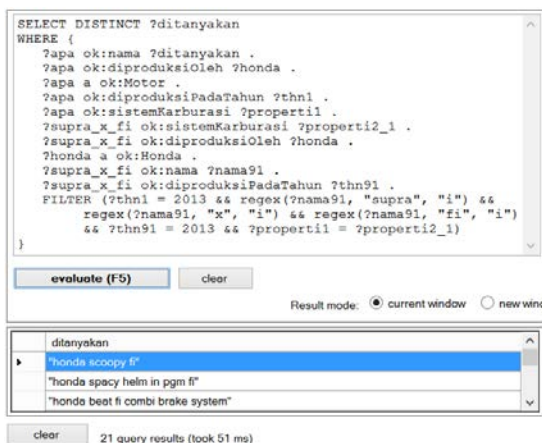 SELECT DISTINCT ?ditanyakan
WHERE {
?apa ok:nama ?ditanyakan .
?apa ok:diproduksiOleh ?honda .
?apa a ok:Motor .
?apa ok:diproduksiPadaTahun ?thn1 .
?apa ok:sistemKarburasi ?properti1 .
?supra_x_fi ok:sistemKarburasi ?properti2_1 .
?supra_x_fi ok:diproduksiOleh ?honda .
?honda a ok:Honda .
?supra_x_fi ok:nama ?nama91 .
?supra_x_fi ok:diproduksiPadaTahun ?thn91 .
FILTER (?thn1 = 2013 && regex(?nama91, "supra", "i") &&
regex(?nama91, "x", "i") && regex(?nama91, "fi", "i")
&& ?thn91 = 2013 && ?properti1 = ?properti2_1)
}
evaluate (F5) clear
Result mode: current window new wind
ditanyakan
"honda scoopy fi"
"honda spacy helm in pgm fi"
"honda beat fi combi brake system"
clear 21 query results (took 51 ms)